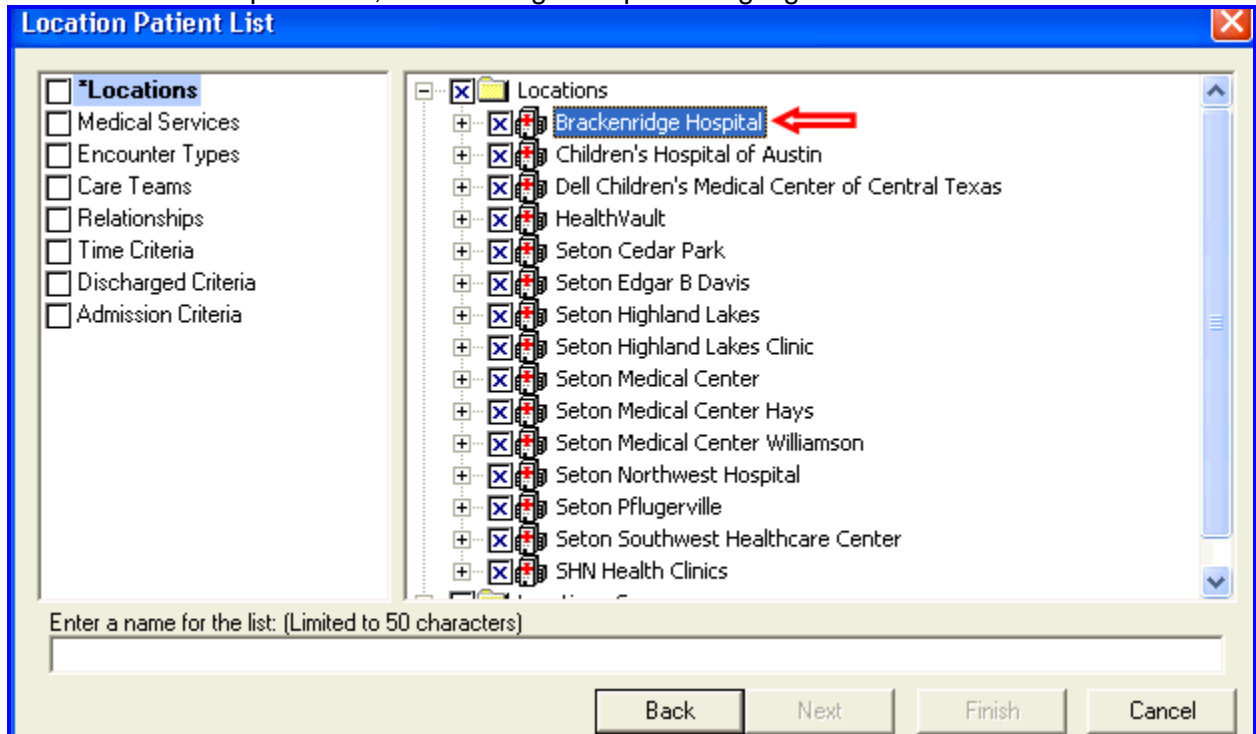 Location Patient List
*Locations
Medical Services
Encounter Types
Care Teams
Relationships
Time Criteria
Discharged Criteria
Admission Criteria
Locations
Brackenridge Hospital
Children's Hospital of Austin
Dell Children's Medical Center of Central Texas
HealthVault
Seton Cedar Park
Seton Edgar B Davis
Seton Highland Lakes
Seton Highland Lakes Clinic
Seton Medical Center
Seton Medical Center Hays
Seton Medical Center Williamson
Seton Northwest Hospital
Seton Pflugerville
Seton Southwest Healthcare Center
SHN Health Clinics
Enter a name for the list: (Limited to 50 characters)
Back Next Finish Cancel